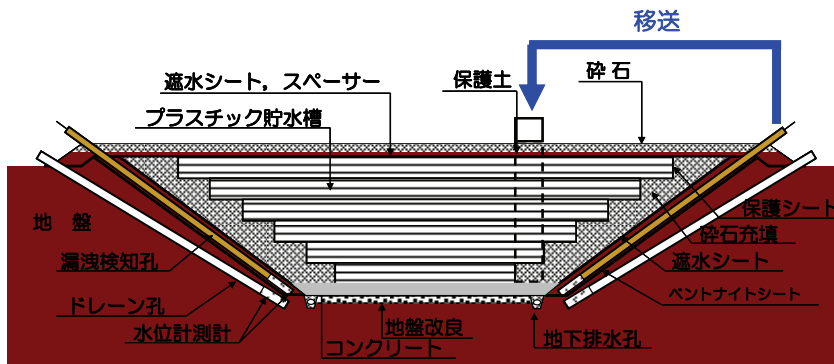 移送
遮水シート，スペーサー
保護土
砕石
プラスチック貯水槽
地 盤
保護シート
砕石充填
漏洩検知孔
遮水シート
ベントナイトシート
ドレーン孔
水位計測計
地盤改良
地下排水孔
コンクリート